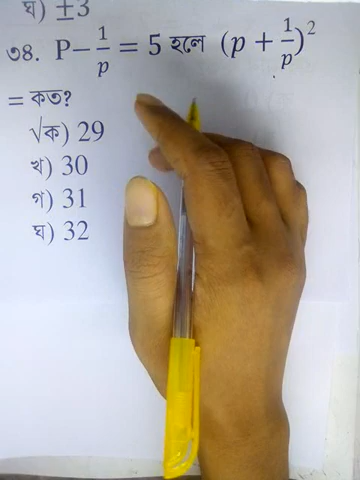 ঘ) ±3
৩৪. P − 1/p = 5 হলে (p + 1/p)²
= কত?
√ক) 29
খ) 30
গ) 31
ঘ) 32